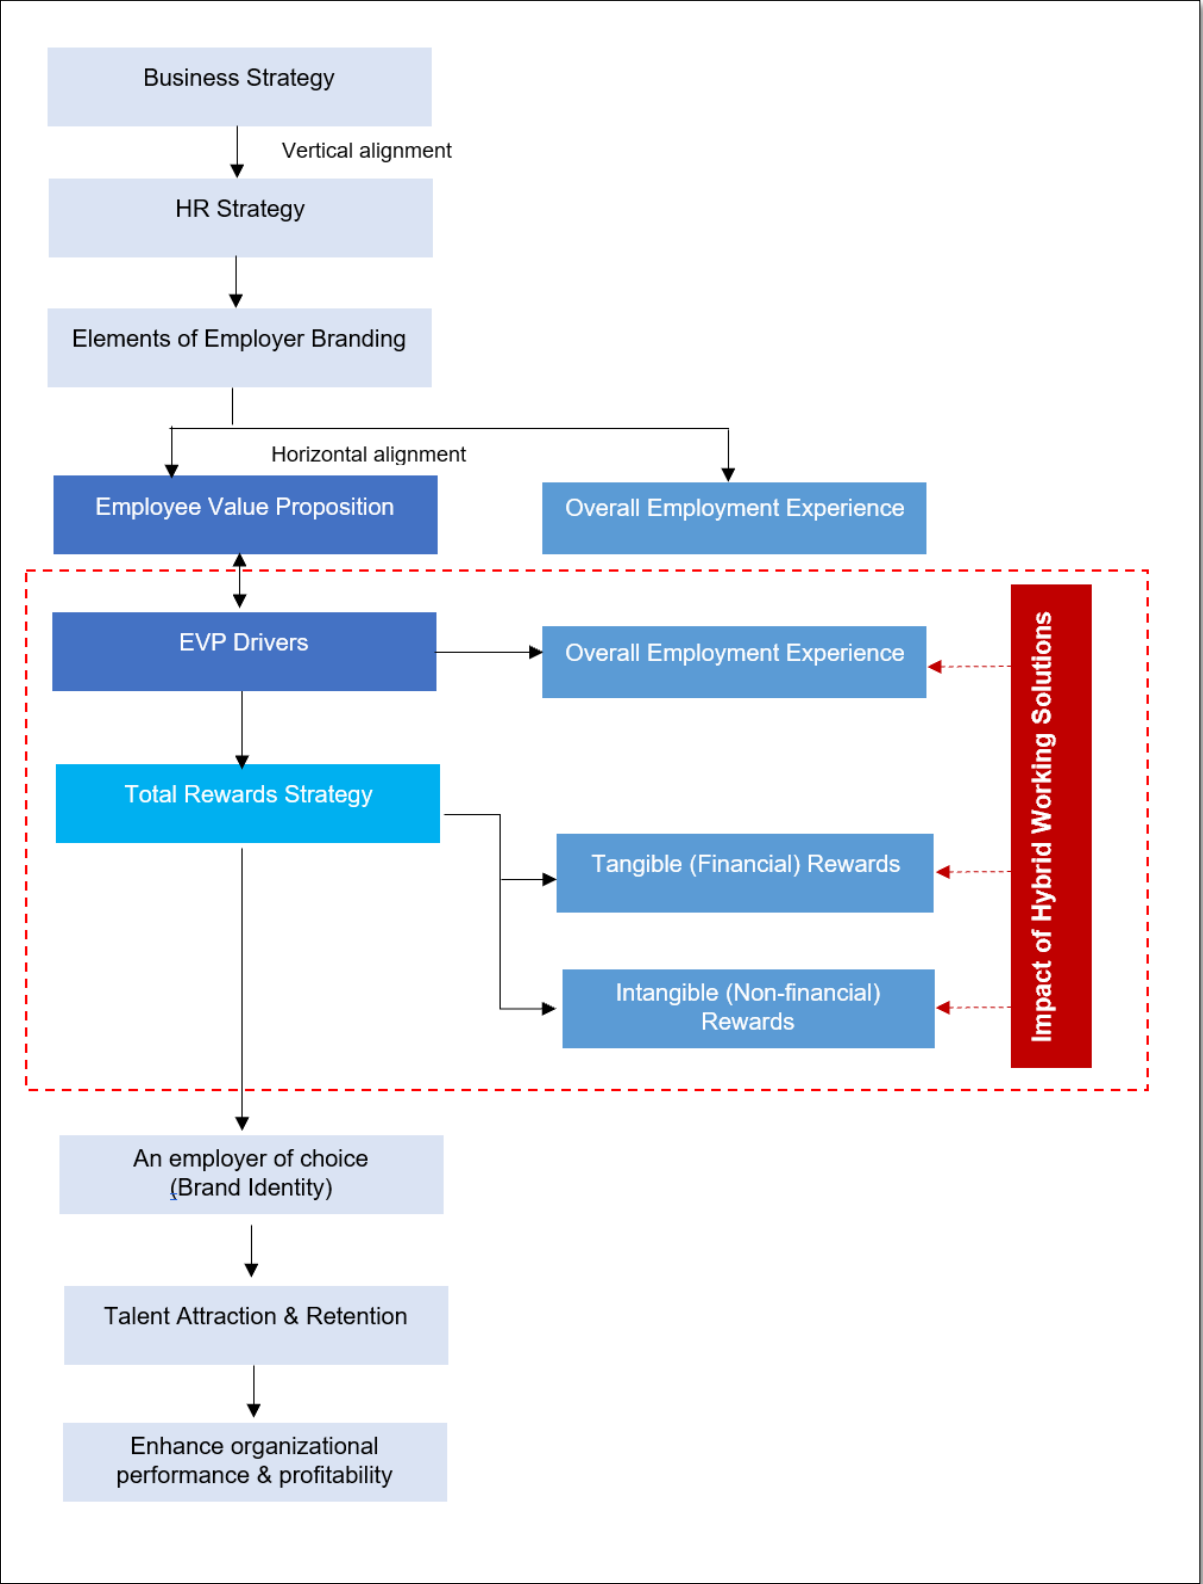 Business Strategy
Vertical alignment
HR Strategy
Elements of Employer Branding
Horizontal alignment
Employee Value Proposition
Overall Employment Experience
EVP Drivers
Overall Employment Experience
Total Rewards Strategy
Tangible (Financial) Rewards
Intangible (Non-financial)
Rewards
Impact of Hybrid Working Solutions
An employer of choice
(Brand Identity)
Talent Attraction & Retention
Enhance organizational
performance & profitability